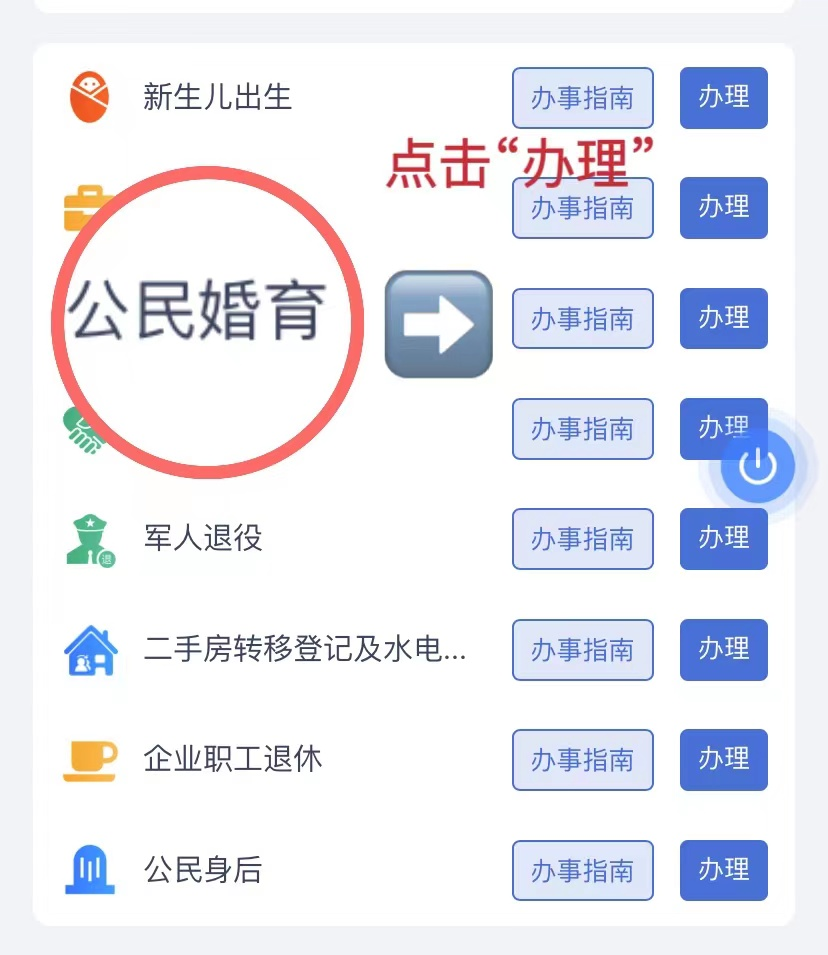 新生儿出生 办事指南 办理
点击“办理”
办事指南 办理
公民婚育 办事指南 办理
办事指南 办理
军人退役 办事指南 办理
退
二手房转移登记及水电... 办事指南 办理
企业职工退休 办事指南 办理
公民身后 办事指南 办理